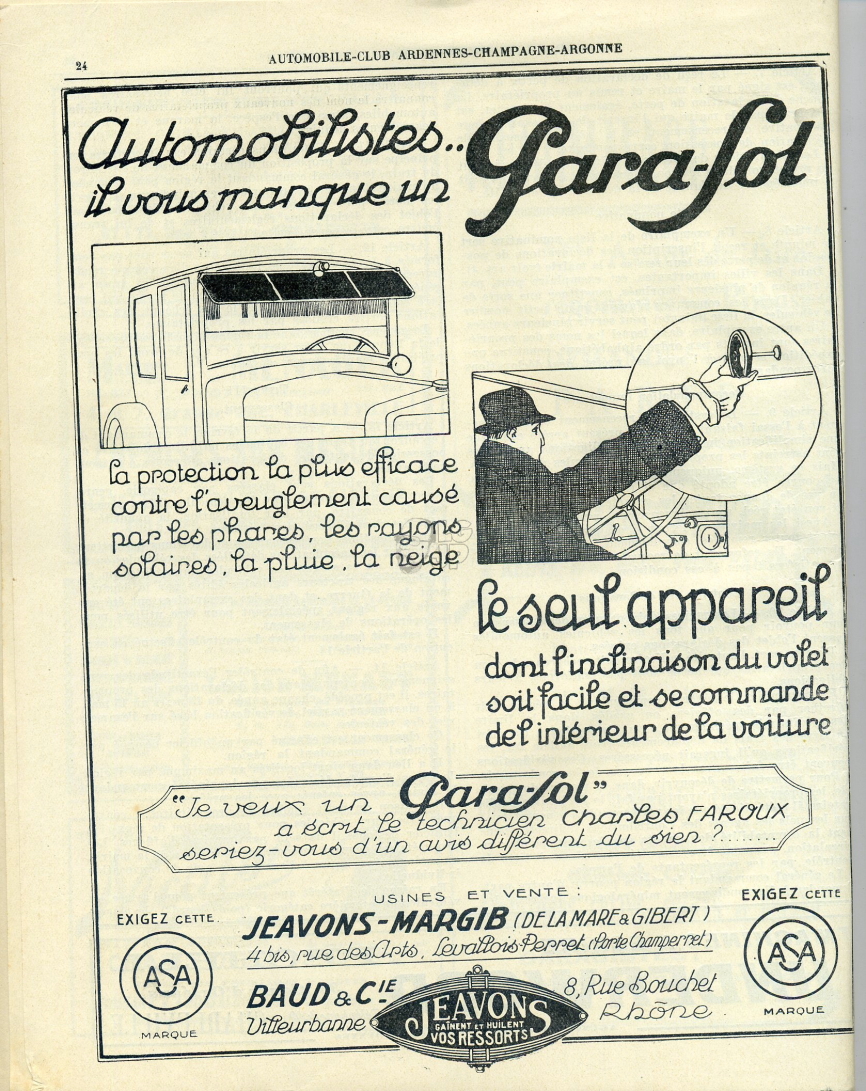 24
AUTOMOBILE-CLUB ARDENNES-CHAMPAGNE-ARGONNE
Automobilistes..
il vous manque un
Gara-Sol
la protection la plus efficace
contre l'aveuglement causé
par les phares, les rayons
solaires, la pluie, la neige
le seul appareil
dont l'inclinaison du volet
soit facile et se commande
de l'intérieur de la voiture
"Je veux un Gara-Sol"
a écrit le technicien Charles FAROUX
seriez-vous d'un avis différent du sien ?........
USINES ET VENTE :
JEAVONS-MARGIB (DE LA MARE & GIBERT)
4 bis, rue des Arts, Levallois-Perret (Porte Champerret)
EXIGEZ CETTE
ASA
MARQUE
BAUD & CIE
Villeurbanne
JEAVONS
GAÎNENT ET HUILENT
VOS RESSORTS
8, Rue Bouchet
Rhône
EXIGEZ CETTE
ASA
MARQUE